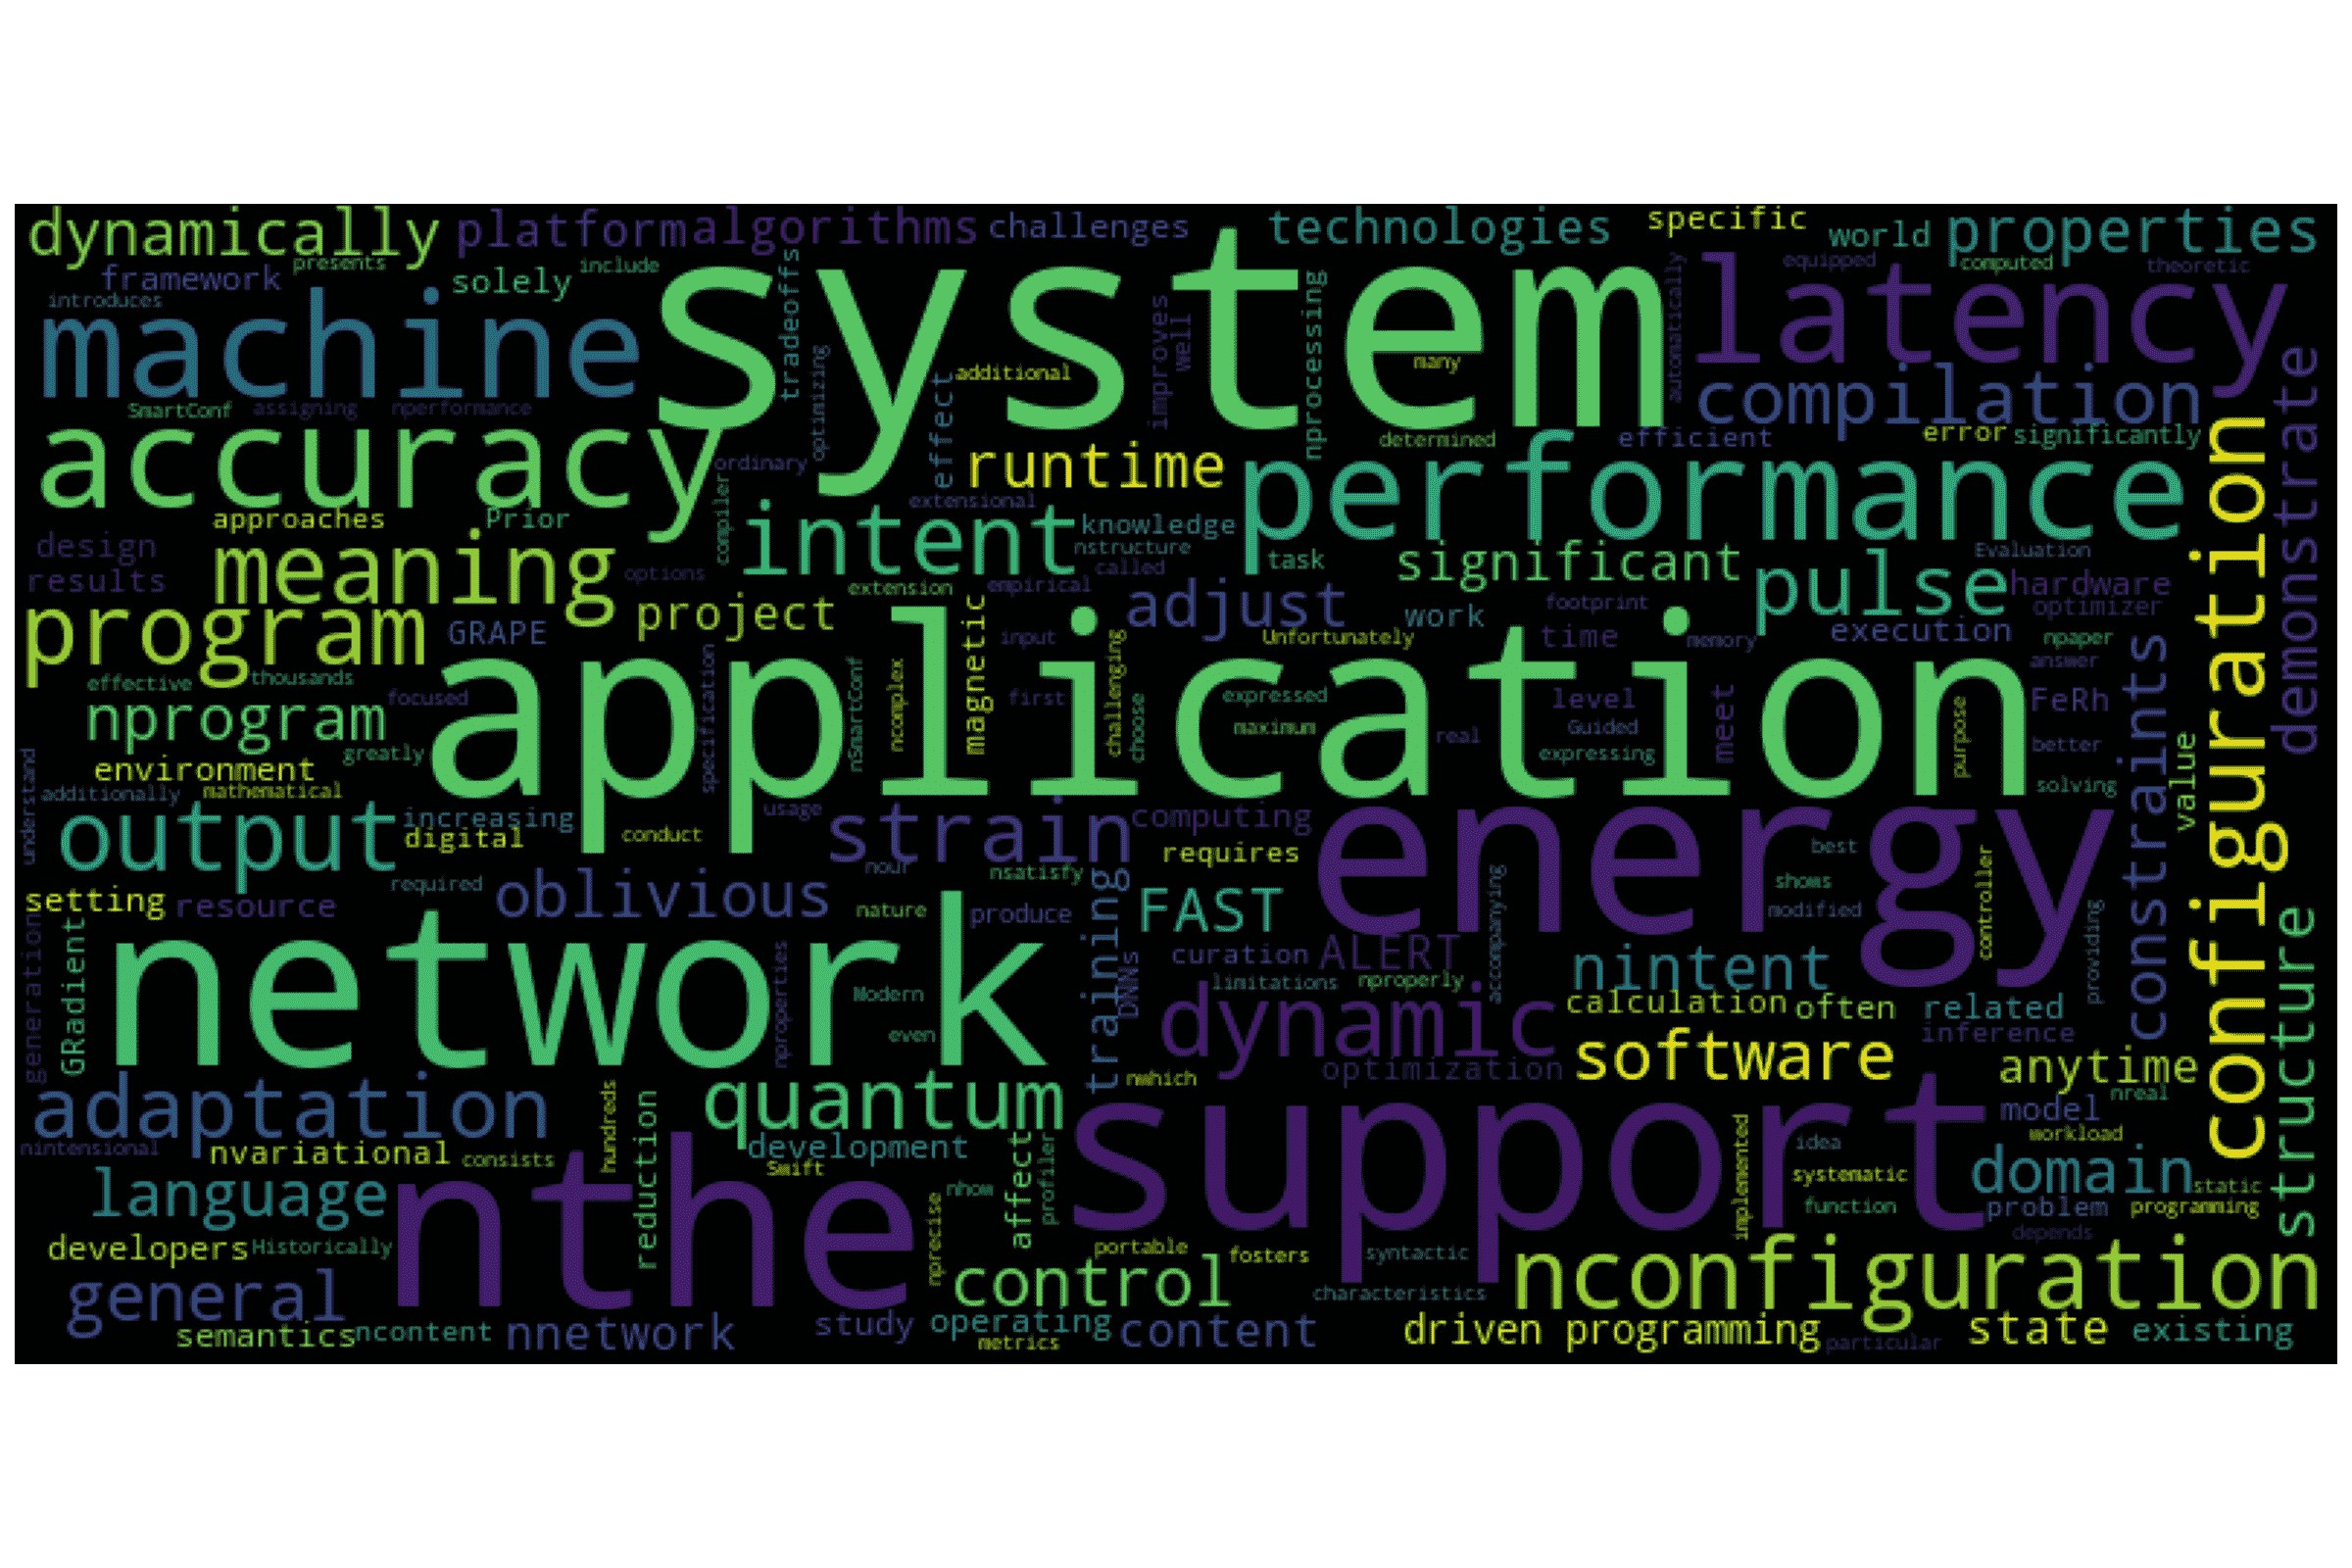 dynamically platform algorithms challenges technologies specific world properties
framework presents solely include tradeoffs system nprocessing automatically equipped computed theoretic
introduces machine optimizing improves well many latency
SmartConf assigning nperformance effect additional compilation demonstrate
accuracy ordinary runtime determined efficient error significantly configuration
approaches Prior compiler extensional performance
design meaning intent knowledge nstructure task significant Evaluation
results options extension empirical called adjust footprint pulse hardware
program GRAPE project magnetic input challenging work Unfortunately time memory execution optimizer npaper
effective thousands focused specification application ncomplex first choose expressed level meet constraints answer
nprogram greatly nSmartConf maximum real Guided expressing purpose FeRh better value
environment mathematical solving
understand additionally increasing usage strain computing energy
output digital conduct requires best structure
setting resource required oblivious nour nsatisfy training FAST shows controller
generation nature produce accompanying modified providing
GRadient network nproperties Modern DNNs curation ALERT nintent
even limitations nproperly dynamic calculation often related
optimization software inference anytime
adaptation hundreds reduction quantum nwhich support model nreal
nintensional nvariational consists development implemented idea workload
language nthe Swift affect profiler systematic domain static
nprecise nhow function problem programming
developers Historically portable fosters syntactic depends
general control characteristics nconfiguration
semantics ncontent nnetwork study operating metrics content driven programming particular state existing